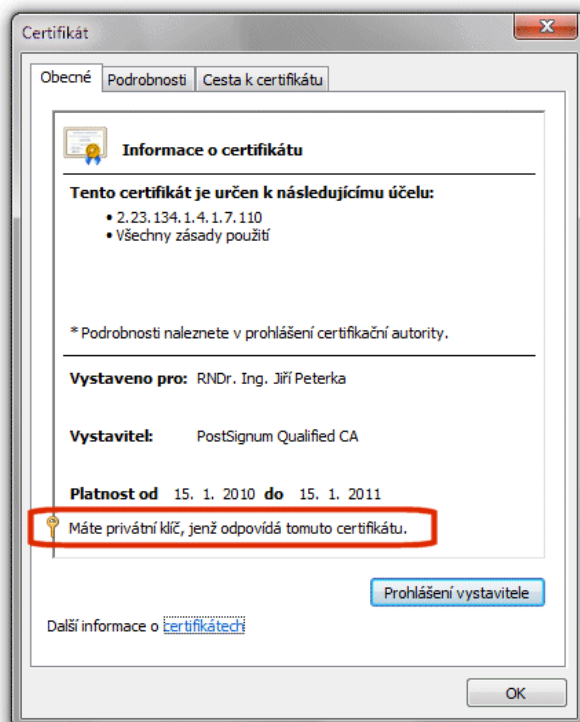 Certifikát
Obecné Podrobnosti Cesta k certifikátu
Informace o certifikátu
Tento certifikát je určen k následujícímu účelu:
• 2.23.134.1.4.1.7.110
• Všechny zásady použití
* Podrobnosti naleznete v prohlášení certifikační autority.
Vystaveno pro: RNDr. Ing. Jiří Peterka
Vystavitel: PostSignum Qualified CA
Platnost od 15. 1. 2010 do 15. 1. 2011
Máte privátní klíč, jenž odpovídá tomuto certifikátu.
Prohlášení vystavitele
Další informace o certifikátech
OK